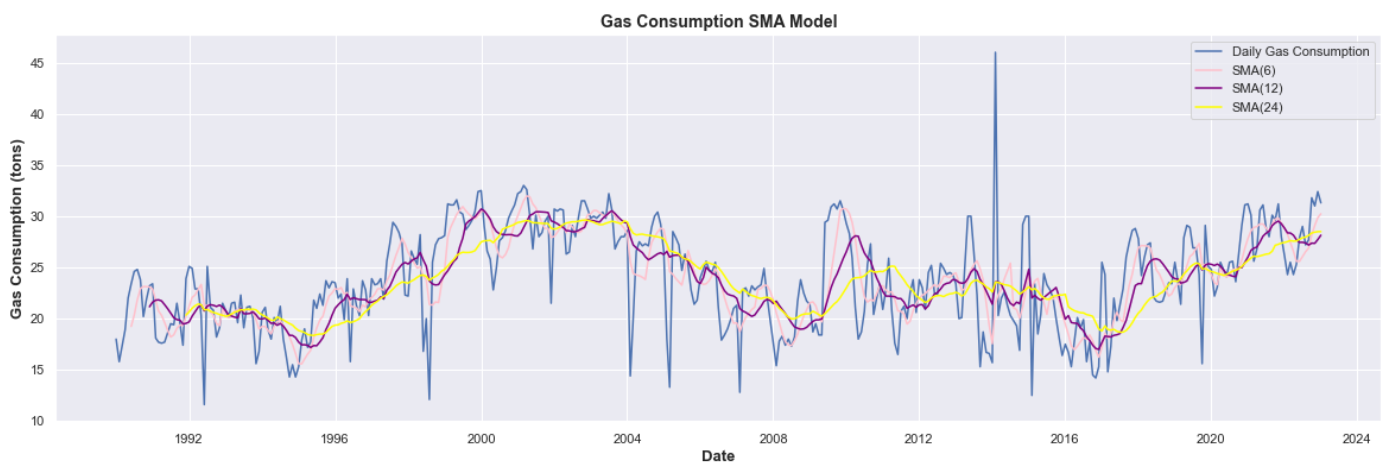 Gas Consumption SMA Model
Gas Consumption (tons)
45
40
35
30
25
20
15
10
Daily Gas Consumption
SMA(6)
SMA(12)
SMA(24)
1992
1996
2000
2004
2008
2012
2016
2020
2024
Date